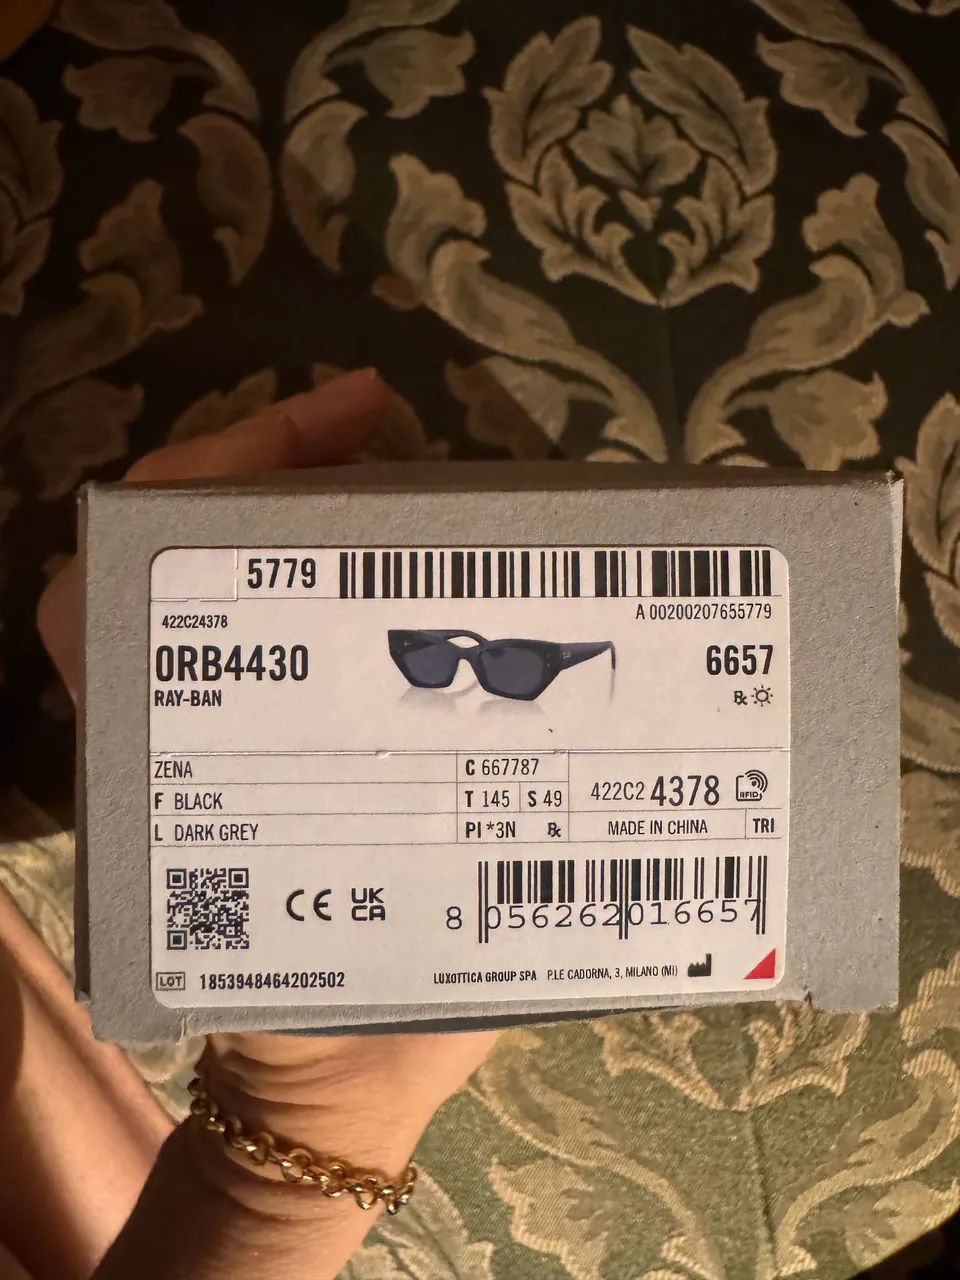 5779
A 00200207655779
422C24378
0RB4430
6657
RAY-BAN
℞
ZENA
C 667787
F BLACK
T 145 S 49
422C2 4378
RFID
L DARK GREY
PI *3N ℞
MADE IN CHINA
TRI
CE UK CA
8 056262 016657
LOT 1853948464202502
LUXOTTICA GROUP SPA P.LE CADORNA, 3, MILANO (MI)